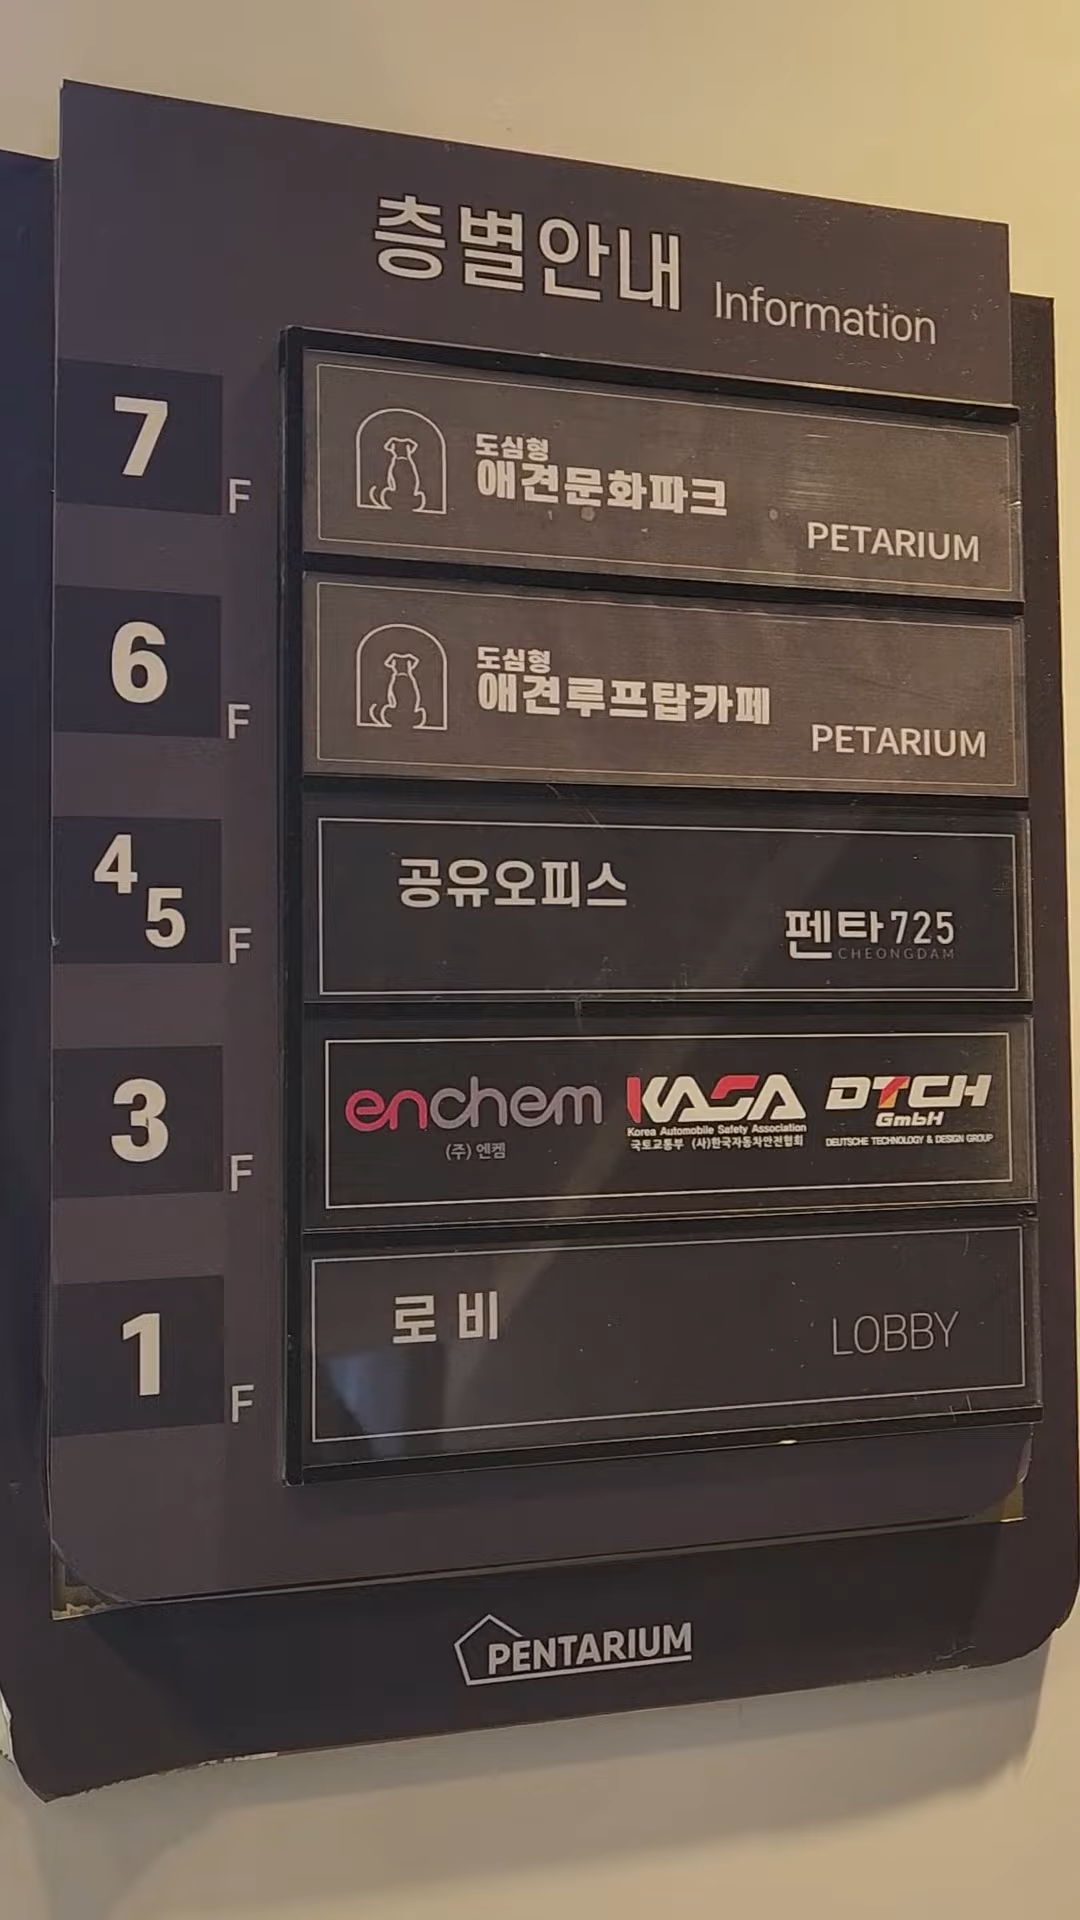 층별안내 Information
7 F
도심형
애견문화파크
PETARIUM
6 F
도심형
애견루프탑카페
PETARIUM
4 5 F
공유오피스
펜타725
CHEONGDAM
3 F
enchem
(주) 엔켐
KASA
Korea Automobile Safety Association
국토교통부 (사)한국자동차안전협회
DTCH
GmbH
DEUTSCHE TECHNOLOGY & DESIGN GROUP
1 F
로비
LOBBY
PENTARIUM